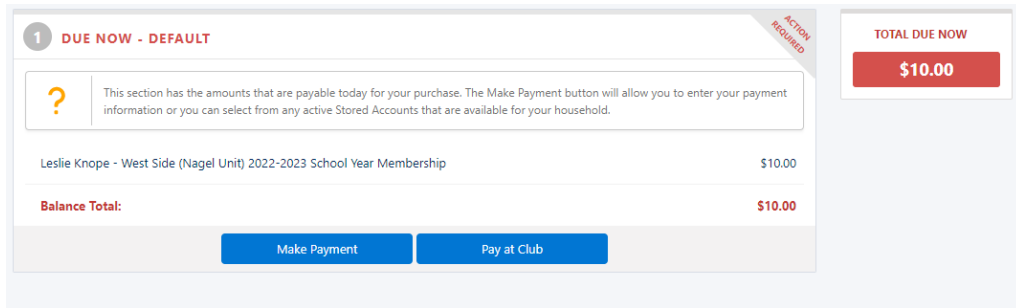 1 DUE NOW - DEFAULT
ACTION
REQUIRED
? This section has the amounts that are payable today for your purchase. The Make Payment button will allow you to enter your payment
information or you can select from any active Stored Accounts that are available for your household.
Leslie Knope - West Side (Nagel Unit) 2022-2023 School Year Membership $10.00
Balance Total: $10.00
Make Payment Pay at Club
TOTAL DUE NOW
$10.00